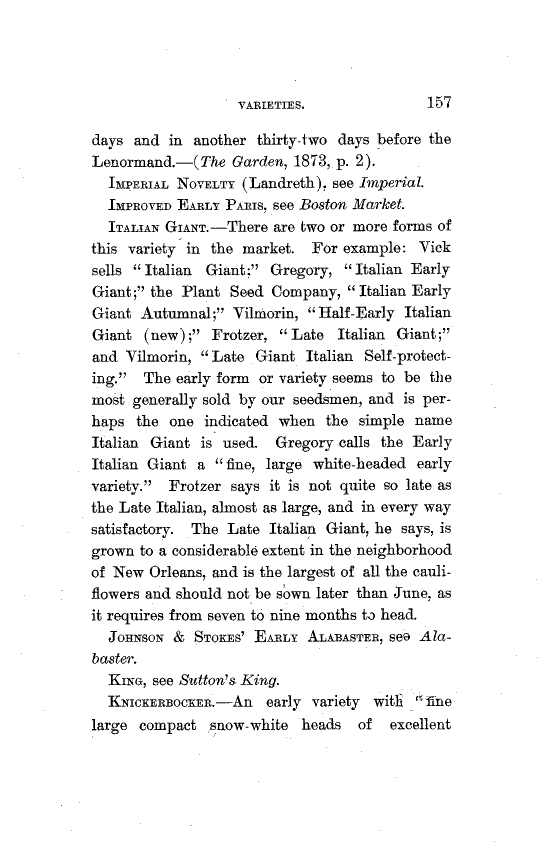 VARIETIES. 157
days and in another thirty-two days before the
Lenormand.—(The Garden, 1873, p. 2).
IMPERIAL NOVELTY (Landreth), see Imperial.
IMPROVED EARLY PARIS, see Boston Market.
ITALIAN GIANT.—There are two or more forms of
this variety in the market. For example: Vick
sells "Italian Giant;" Gregory, "Italian Early
Giant;" the Plant Seed Company, "Italian Early
Giant Autumnal;" Vilmorin, "Half-Early Italian
Giant (new);" Frotzer, "Late Italian Giant;"
and Vilmorin, "Late Giant Italian Self-protect-
ing." The early form or variety seems to be the
most generally sold by our seedsmen, and is per-
haps the one indicated when the simple name
Italian Giant is used. Gregory calls the Early
Italian Giant a "fine, large white-headed early
variety." Frotzer says it is not quite so late as
the Late Italian, almost as large, and in every way
satisfactory. The Late Italian Giant, he says, is
grown to a considerable extent in the neighborhood
of New Orleans, and is the largest of all the cauli-
flowers and should not be sown later than June, as
it requires from seven to nine months to head.
JOHNSON & STOKES' EARLY ALABASTER, see Ala-
baster.
KING, see Sutton's King.
KNICKERBOCKER.—An early variety with "fine
large compact snow-white heads of excellent